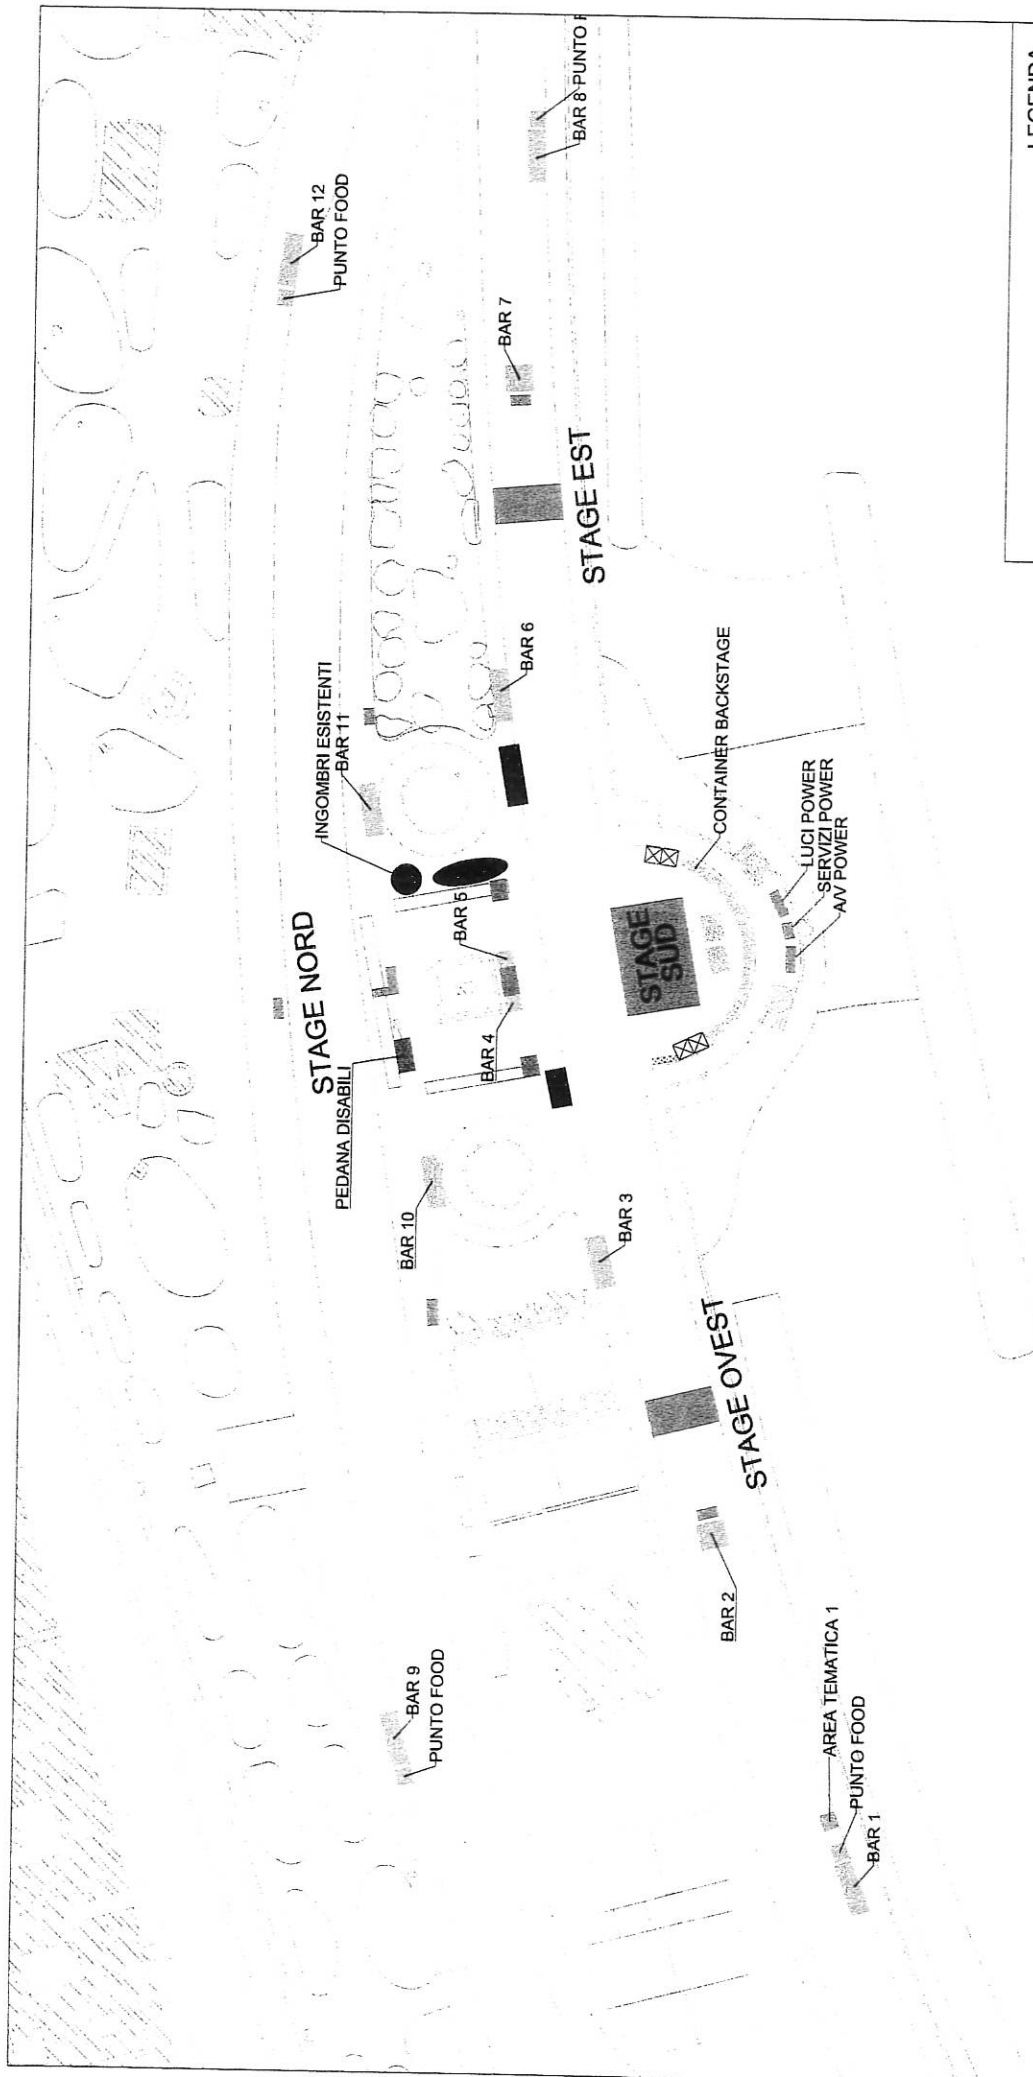 LEGENDA
BAR 8
PUNTO F
BAR 12
PUNTO FOOD
BAR 7
STAGE EST
BAR 6
INGOMBRI ESISTENTI
BAR 11
CONTAINER BACKSTAGE
LUCI POWER
SERVIZI POWER
A/V POWER
STAGE NORD
BAR 5
STAGE
SUD
PEDANA DISABILI
BAR 4
BAR 10
BAR 3
STAGE OVEST
BAR 2
BAR 9
PUNTO FOOD
AREA TEMATICA 1
PUNTO FOOD
BAR 1